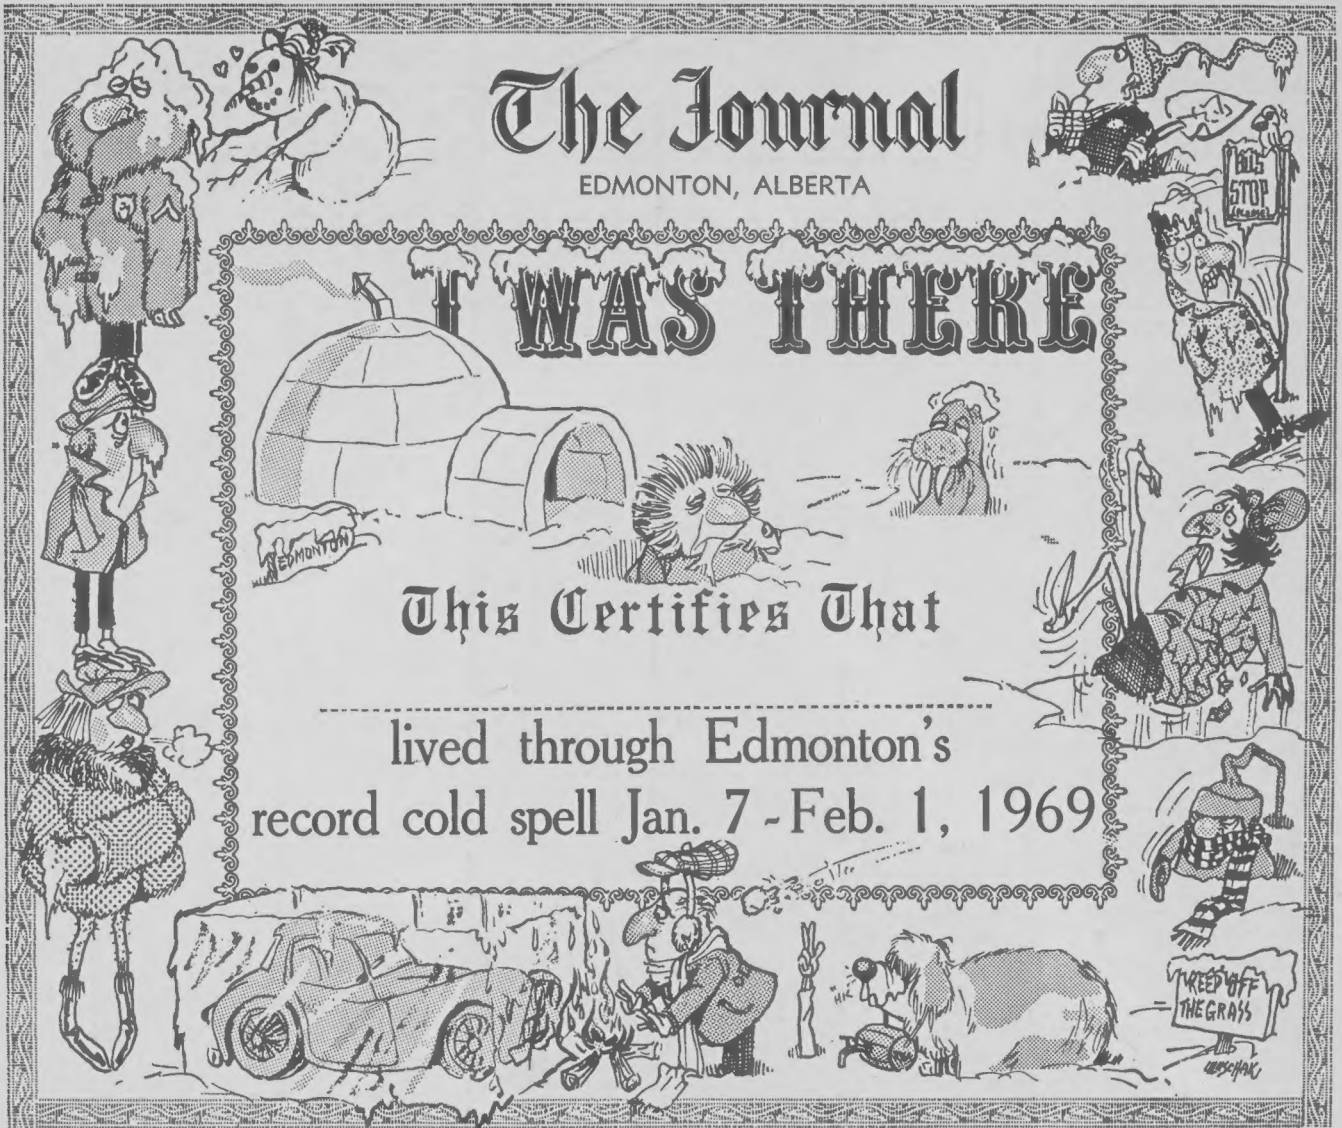 The Journal
EDMONTON, ALBERTA
BUS
STOP
I WAS THERE
EDMONTON
This Certifies That
lived through Edmonton's
record cold spell Jan. 7 - Feb. 1, 1969
HIC
KEEP OFF
THE GRASS